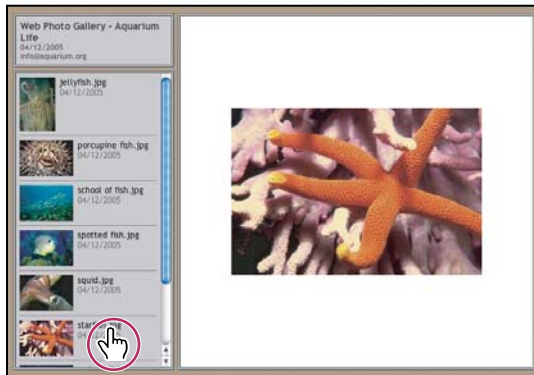 Web Photo Gallery - Aquarium
Life
04/12/2005
info@aquarium.org
jellyfish.jpg
04/12/2005
porcupine fish.jpg
04/12/2005
school of fish.jpg
04/12/2005
spotted fish.jpg
04/12/2005
squid.jpg
04/12/2005